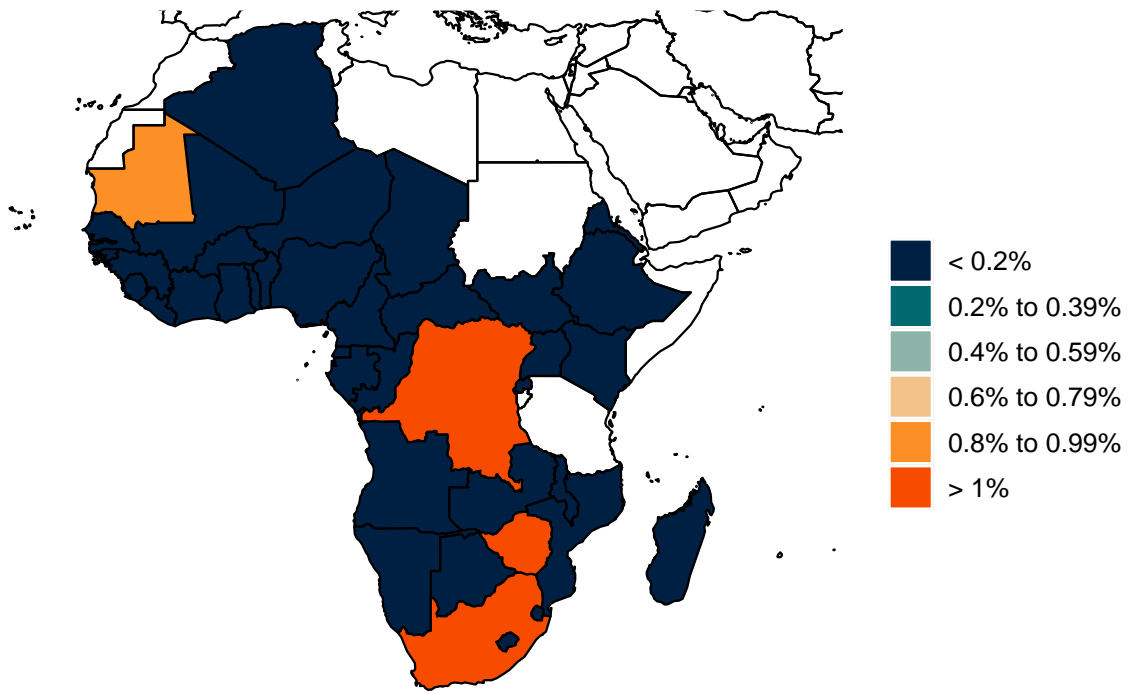 < 0.2%
0.2% to 0.39%
0.4% to 0.59%
0.6% to 0.79%
0.8% to 0.99%
> 1%